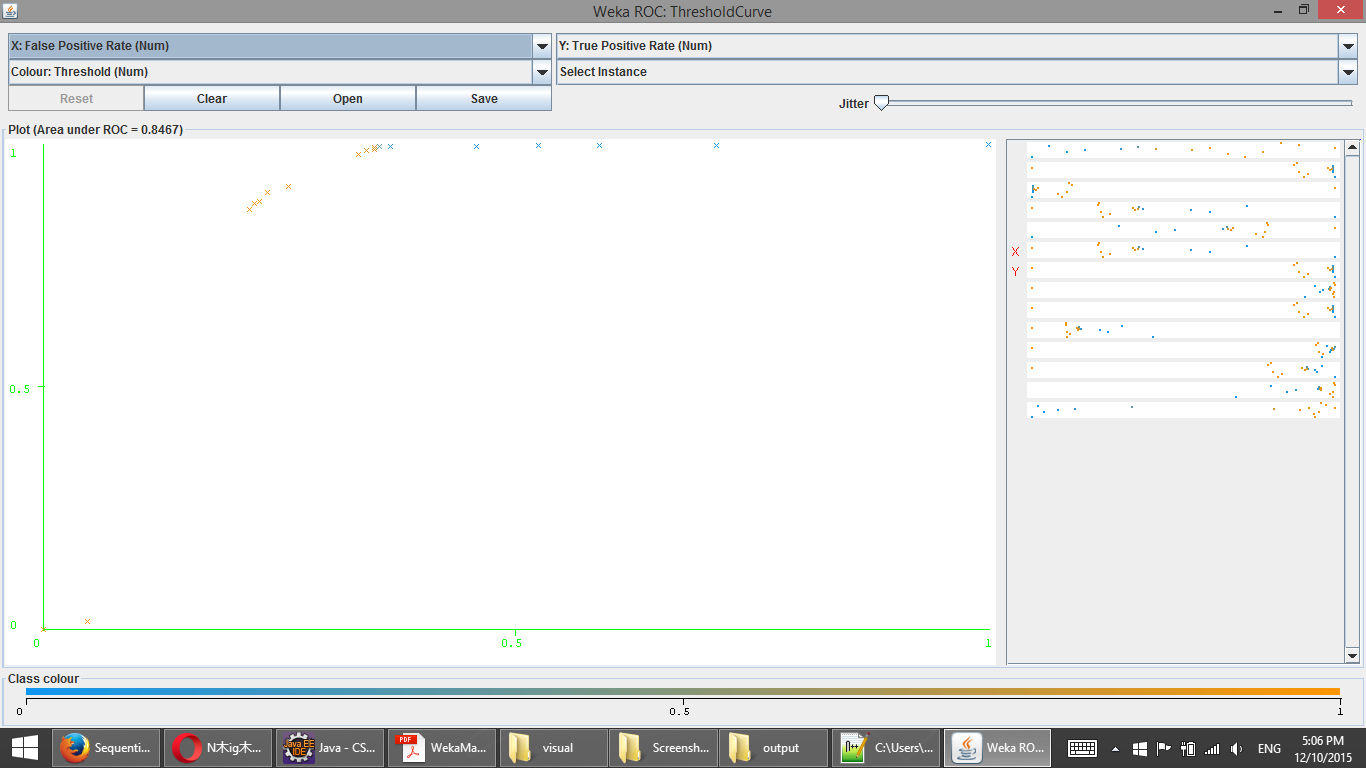 Weka ROC: ThresholdCurve
X: False Positive Rate (Num)
Y: True Positive Rate (Num)
Colour: Threshold (Num)
Select Instance
Reset
Clear
Open
Save
Jitter
Plot (Area under ROC = 0.8467)
1
0.5
0
0
0.5
1
X
Y
Class colour
0
0.5
1
Sequenti...
N木ig木...
Java EE IDE
Java - CS...
PDF
WekaMa...
visual
Screensh...
output
C:\Users\...
Weka RO...
ENG
5:06 PM
12/10/2015